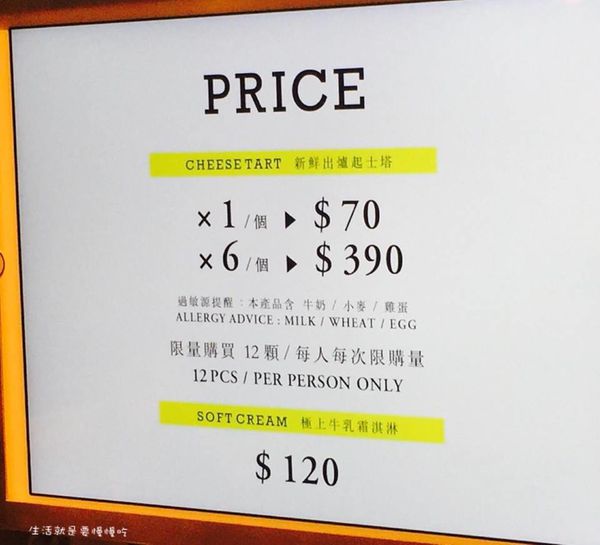 PRICE
CHEESE TART 新鮮出爐起士塔
×1 /個 ▶ $70
×6 /個 ▶ $390
過敏源提醒：本產品含 牛奶 / 小麥 / 雞蛋
ALLERGY ADVICE : MILK / WHEAT / EGG
限量購買 12 顆 / 每人每次限購量
12PCS / PER PERSON ONLY
SOFT CREAM 極上牛乳霜淇淋
$120
生活就是要慢慢吃